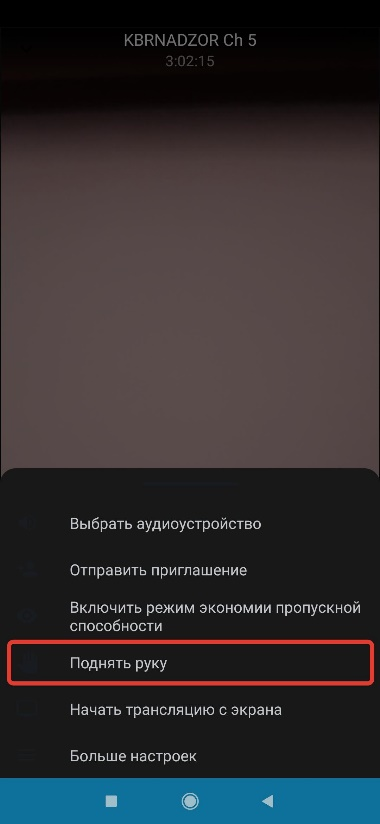 KBRNADZOR Ch 5
3:02:15
Выбрать аудиоустройство
Отправить приглашение
Включить режим экономии пропускной
способности
Поднять руку
Начать трансляцию с экрана
Больше настроек